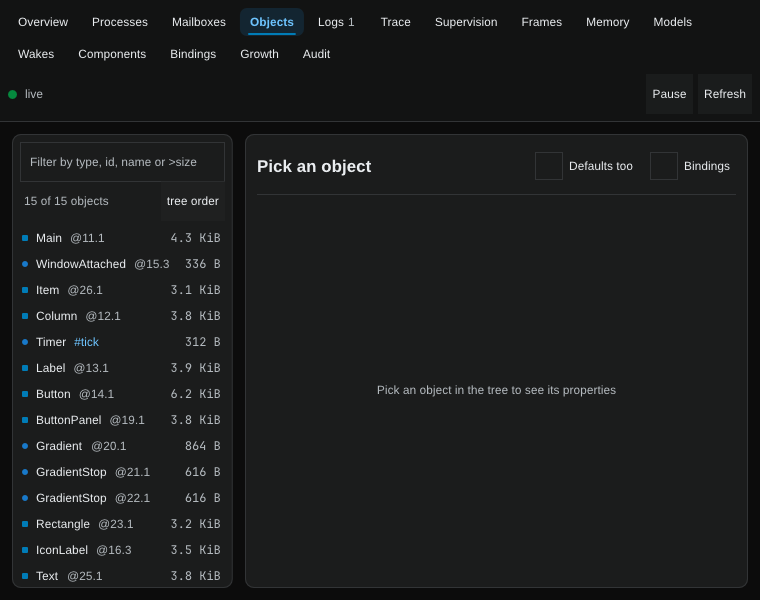 Overview Processes Mailboxes Objects Logs 1 Trace Supervision Frames Memory Models
Wakes Components Bindings Growth Audit
live Pause Refresh
Filter by type, id, name or >size
15 of 15 objects tree order
Main @11.1 4.3 KiB
WindowAttached @15.3 336 B
Item @26.1 3.1 KiB
Column @12.1 3.8 KiB
Timer #tick 312 B
Label @13.1 3.9 KiB
Button @14.1 6.2 KiB
ButtonPanel @19.1 3.8 KiB
Gradient @20.1 864 B
GradientStop @21.1 616 B
GradientStop @22.1 616 B
Rectangle @23.1 3.2 KiB
IconLabel @16.3 3.5 KiB
Text @25.1 3.8 KiB
Pick an object Defaults too Bindings
Pick an object in the tree to see its properties